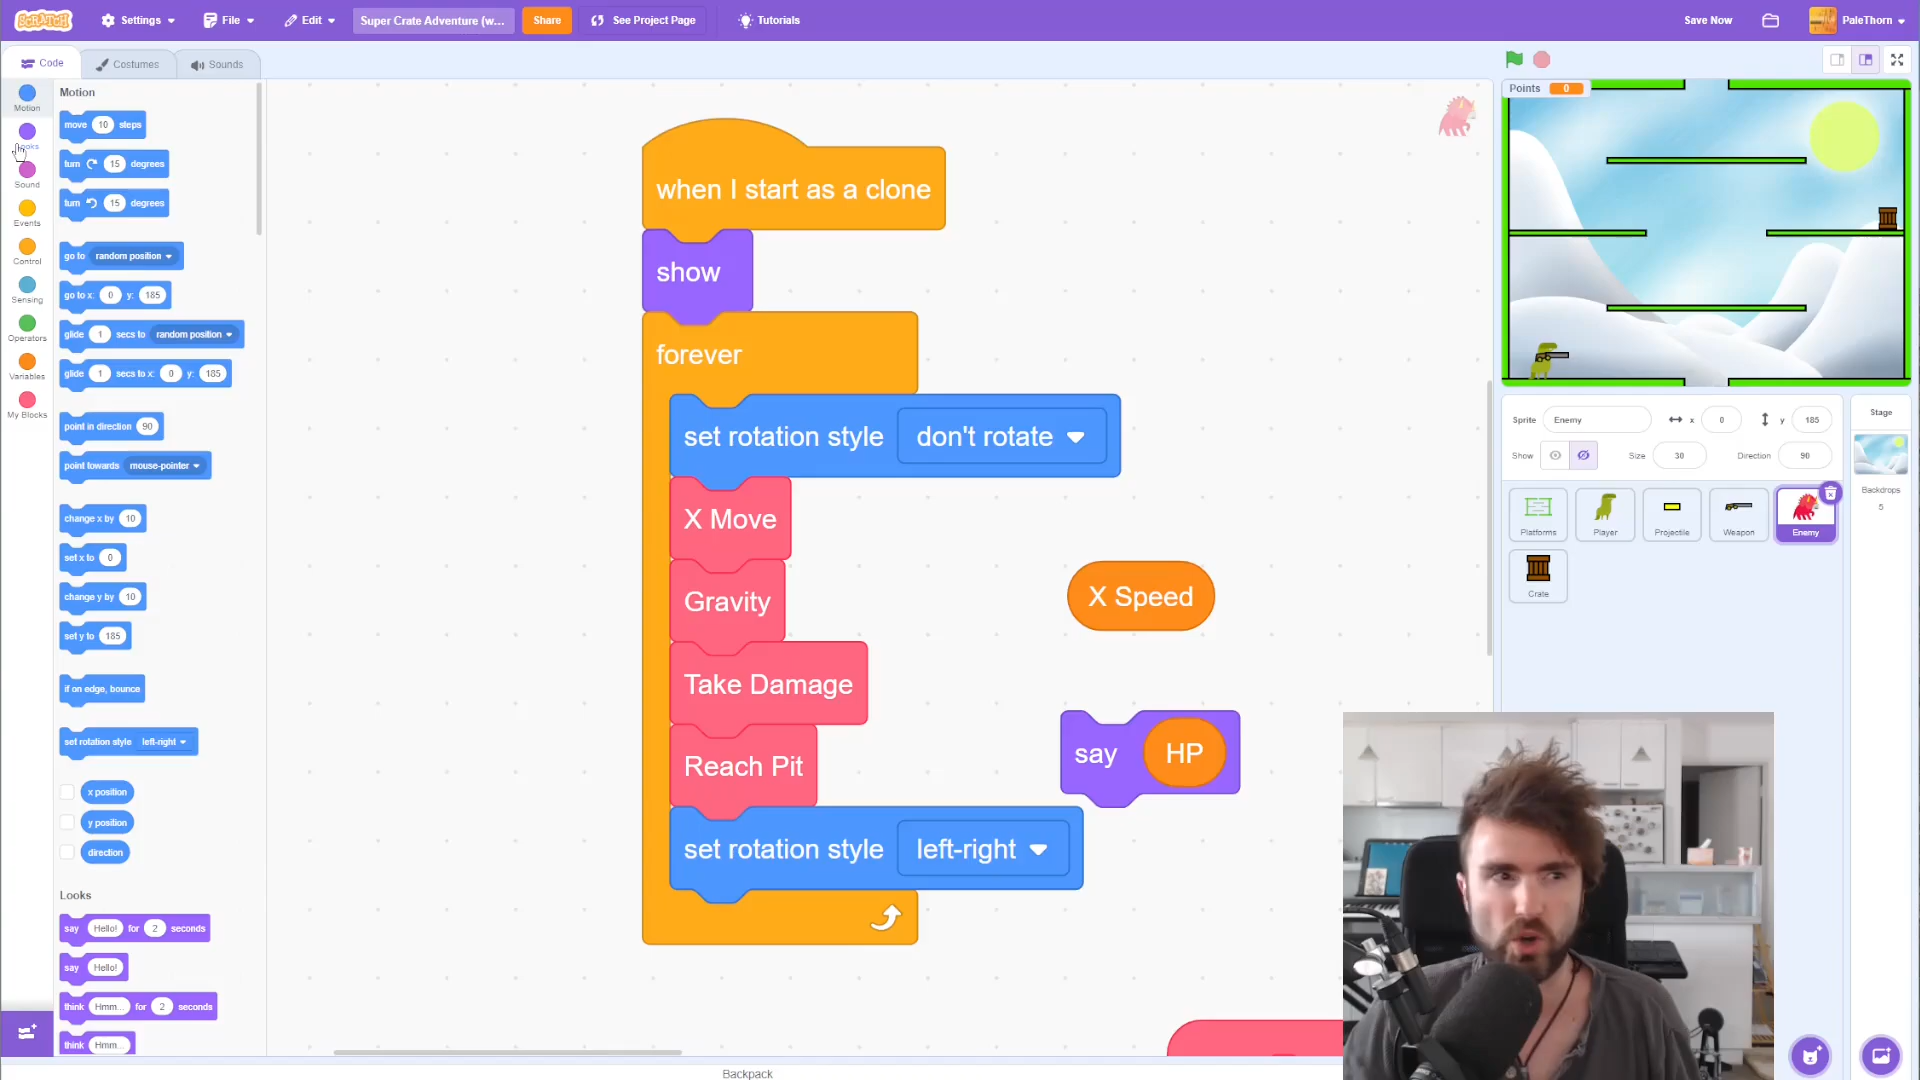 SCRATCH
Settings
File
Edit
Super Crate Adventure (w...
Share
See Project Page
Tutorials
Save Now
PaleThorn
Code
Costumes
Sounds
Motion
Looks
Sound
Events
Control
Sensing
Operators
Variables
My Blocks
Motion
move 10 steps
turn 15 degrees
turn 15 degrees
go to random position
go to x: 0 y: 185
glide 1 secs to random position
glide 1 secs to x: 0 y: 185
point in direction 90
point towards mouse-pointer
change x by 10
set x to 0
change y by 10
set y to 185
if on edge, bounce
set rotation style left-right
x position
y position
direction
Looks
say Hello! for 2 seconds
say Hello!
think Hmm... for 2 seconds
think Hmm...
when I start as a clone
show
forever
set rotation style don't rotate
X Move
Gravity
Take Damage
Reach Pit
set rotation style left-right
X Speed
say HP
Points 0
Sprite Enemy x 0 y 185
Show Size 30 Direction 90
Platforms
Player
Projectile
Weapon
Enemy
Crate
Stage
Backdrops
5
Backpack